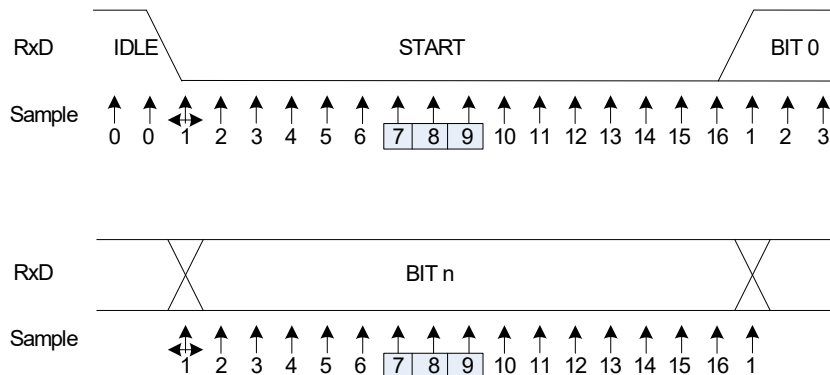 RxD IDLE START BIT 0
Sample
0 0 1 2 3 4 5 6 7 8 9 10 11 12 13 14 15 16 1 2 3
RxD BIT n
Sample
1 2 3 4 5 6 7 8 9 10 11 12 13 14 15 16 1